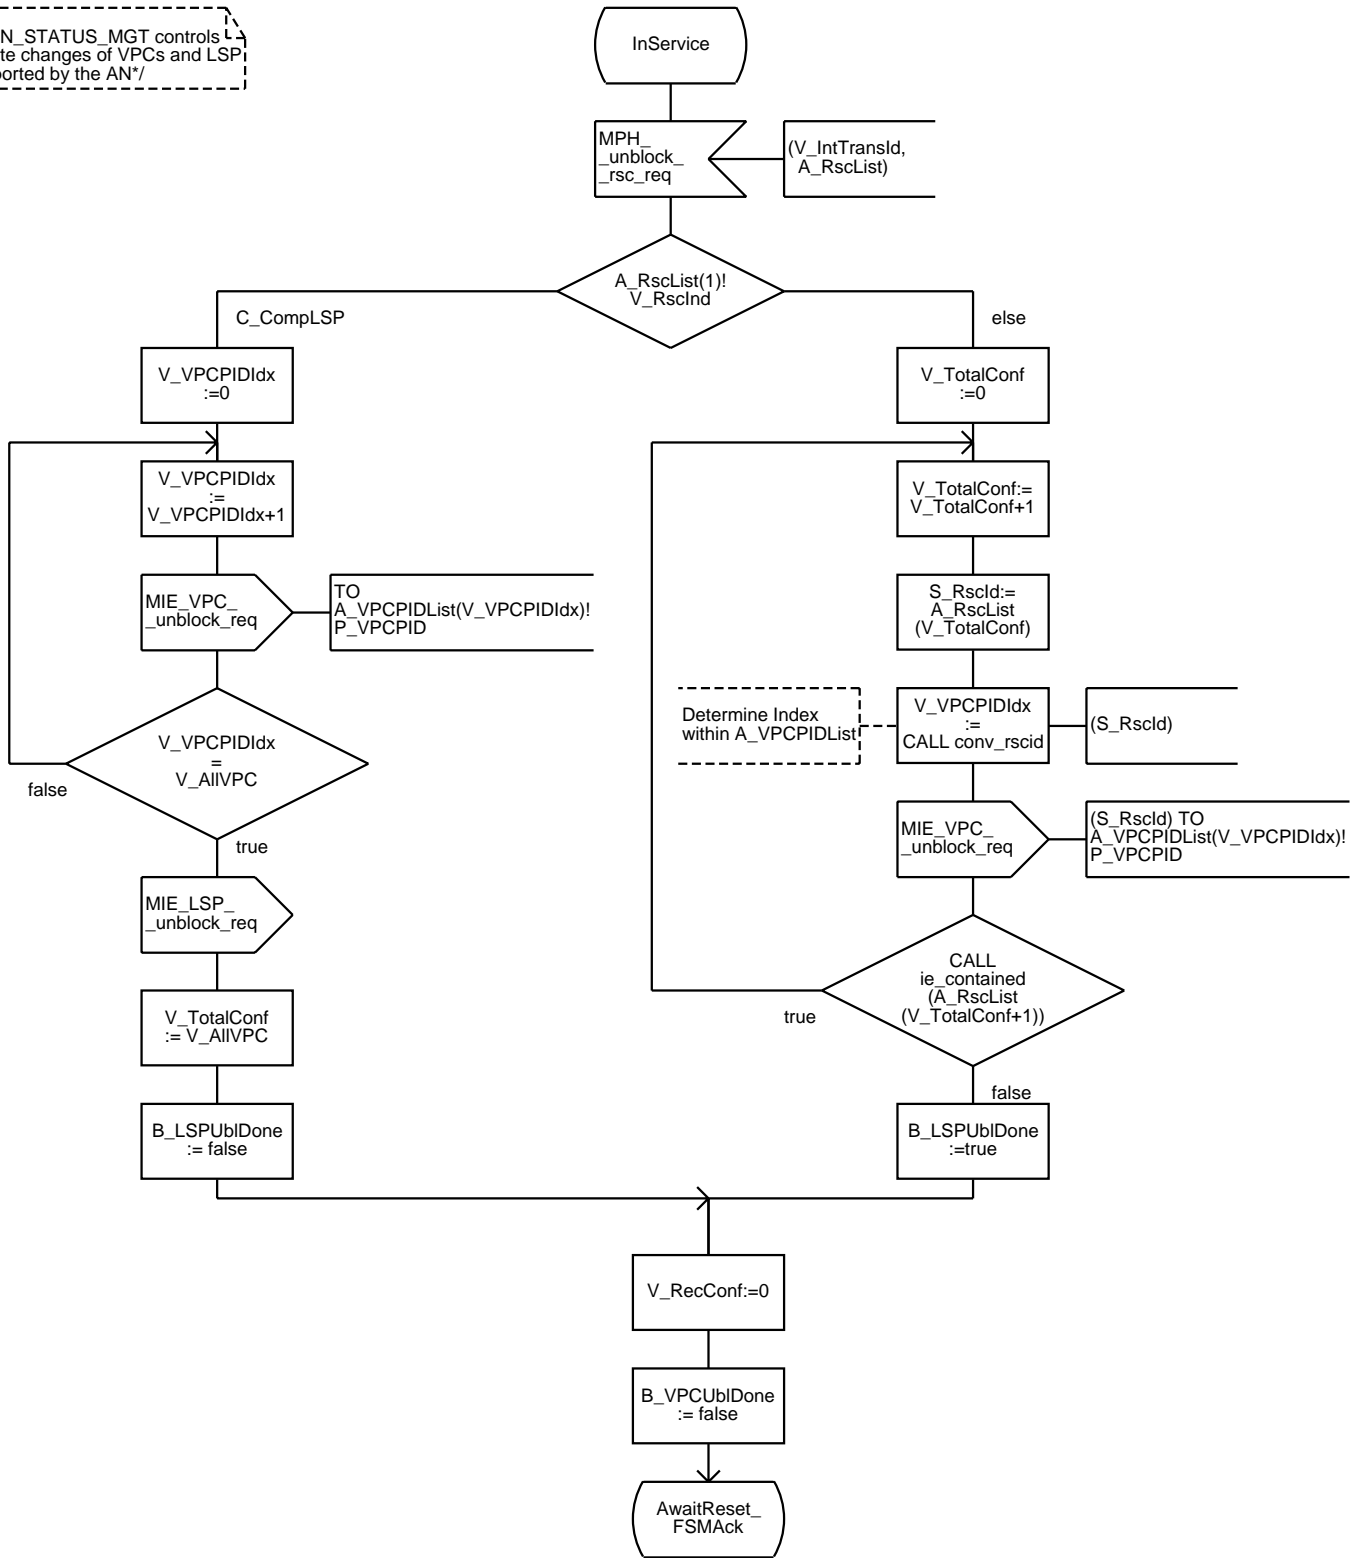 N_STATUS_MGT controls
te changes of VPCs and LSP
orted by the AN*/
InService
MPH_
_unblock_
_rsc_req
(V_IntTransId,
A_RscList)
A_RscList(1)!
V_RscInd
C_CompLSP
else
V_VPCPIDIdx
:=0
V_TotalConf
:=0
V_VPCPIDIdx
:=
V_VPCPIDIdx+1
V_TotalConf:=
V_TotalConf+1
MIE_VPC_
_unblock_req
TO
A_VPCPIDList(V_VPCPIDIdx)!
P_VPCPID
S_RscId:=
A_RscList
(V_TotalConf)
Determine Index
within A_VPCPIDList
V_VPCPIDIdx
:=
CALL conv_rscid
(S_RscId)
V_VPCPIDIdx
=
V_AllVPC
false
true
MIE_VPC_
_unblock_req
(S_RscId) TO
A_VPCPIDList(V_VPCPIDIdx)!
P_VPCPID
MIE_LSP_
_unblock_req
CALL
ie_contained
(A_RscList
(V_TotalConf+1))
true
false
V_TotalConf
:= V_AllVPC
B_LSPUblDone
:= false
B_LSPUblDone
:=true
V_RecConf:=0
B_VPCUblDone
:= false
AwaitReset_
FSMAck